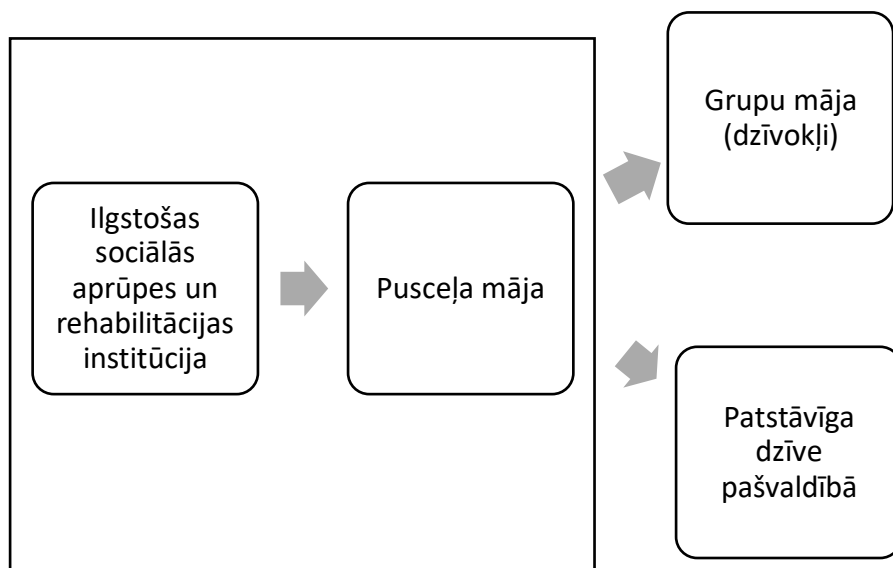 Ilgstošas
sociālās
aprūpes un
rehabilitācijas
institūcija
Pusceļa māja
Grupu māja
(dzīvokļi)
Patstāvīga
dzīve
pašvaldībā